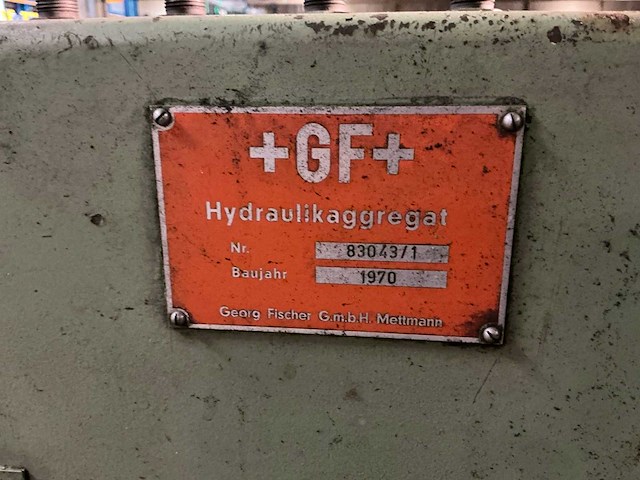 +GF+
Hydraulikaggregat
Nr. 83043/1
Baujahr 1970
Georg Fischer G.m.b.H. Mettmann